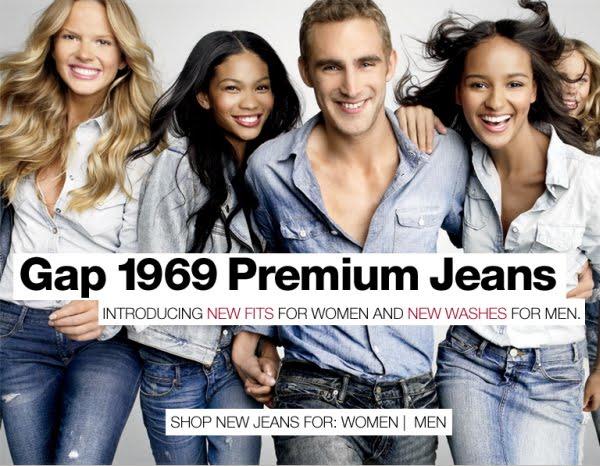 Gap 1969 Premium Jeans
INTRODUCING NEW FITS FOR WOMEN AND NEW WASHES FOR MEN.
SHOP NEW JEANS FOR: WOMEN | MEN